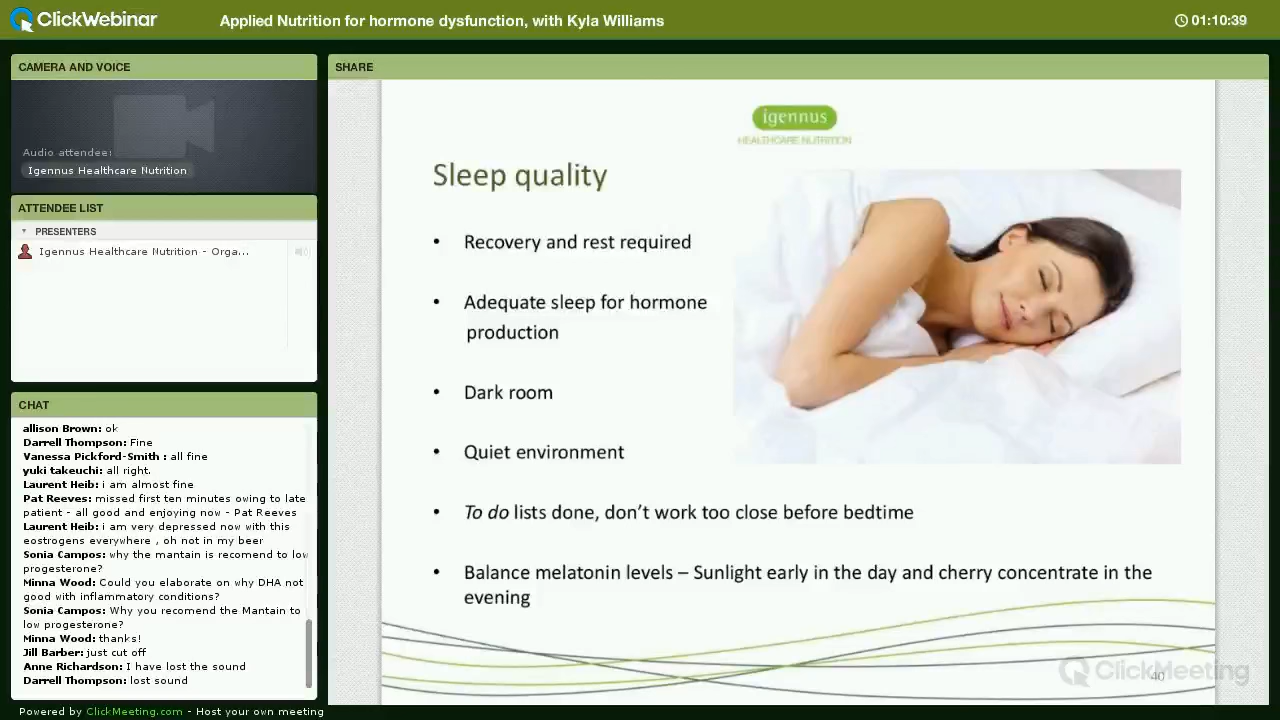 ClickWebinar
Applied Nutrition for hormone dysfunction, with Kyla Williams
01:10:39
CAMERA AND VOICE
Audio attendee:
Igennus Healthcare Nutrition
ATTENDEE LIST
PRESENTERS
Igennus Healthcare Nutrition - Orga...
CHAT
allison Brown: ok
Darrell Thompson: Fine
Vanessa Pickford-Smith : all fine
yuki takeuchi: all right.
Laurent Heib: i am almost fine
Pat Reeves: missed first ten minutes owing to late
patient - all good and enjoying now - Pat Reeves
Laurent Heib: i am very depressed now with this
eostrogens everywhere , oh not in my beer
Sonia Campos: why the mantain is recomend to low
progesterone?
Minna Wood: Could you elaborate on why DHA not
good with inflammatory conditions?
Sonia Campos: Why you recomend the Mantain to
low progesterone?
Minna Wood: thanks!
Jill Barber: just cut off
Anne Richardson: I have lost the sound
Darrell Thompson: lost sound
Powered by ClickMeeting.com - Host your own meeting
SHARE
igennus
HEALTHCARE NUTRITION
Sleep quality
• Recovery and rest required
• Adequate sleep for hormone
production
• Dark room
• Quiet environment
• To do lists done, don’t work too close before bedtime
• Balance melatonin levels – Sunlight early in the day and cherry concentrate in the
evening
ClickMeeting
40